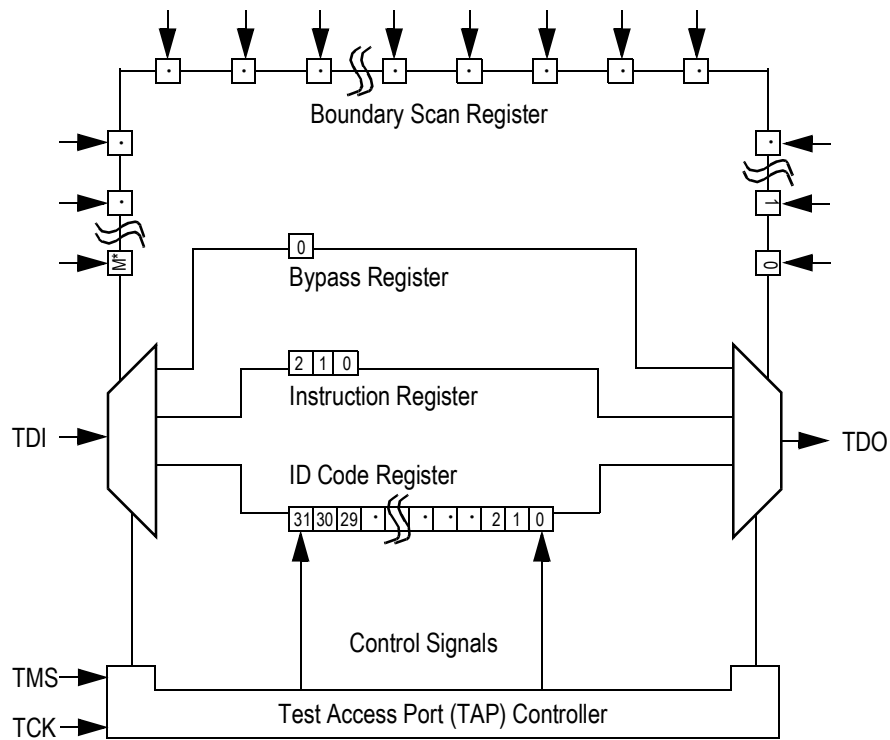 Boundary Scan Register
1
M*
0
0
Bypass Register
2 1 0
Instruction Register
TDI
TDO
ID Code Register
31 30 29 · · · · 2 1 0
Control Signals
TMS
Test Access Port (TAP) Controller
TCK